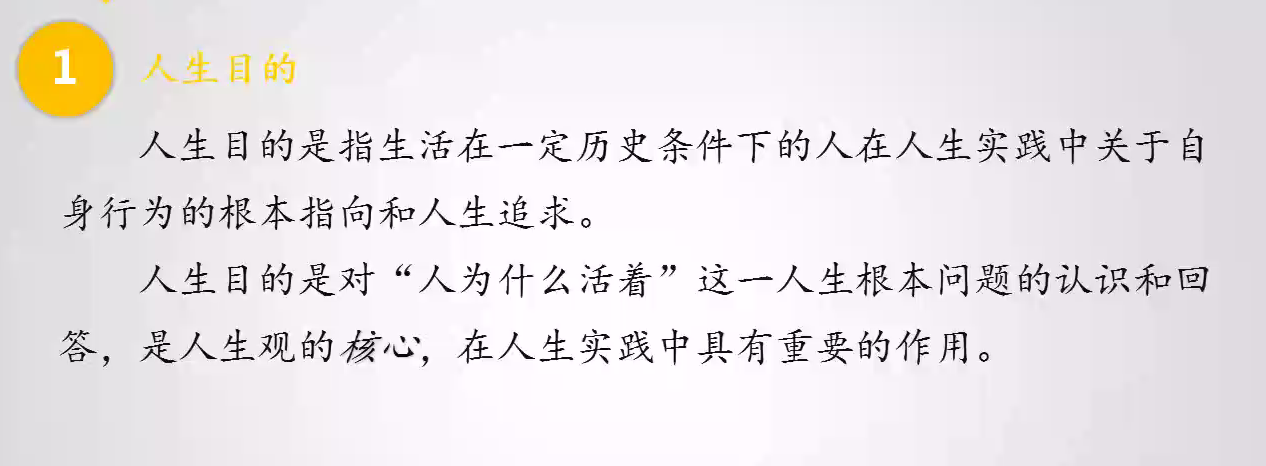 1 人生目的
人生目的是指生活在一定历史条件下的人在人生实践中关于自
身行为的根本指向和人生追求。
人生目的是对“人为什么活着”这一人生根本问题的认识和回
答，是人生观的核心，在人生实践中具有重要的作用。